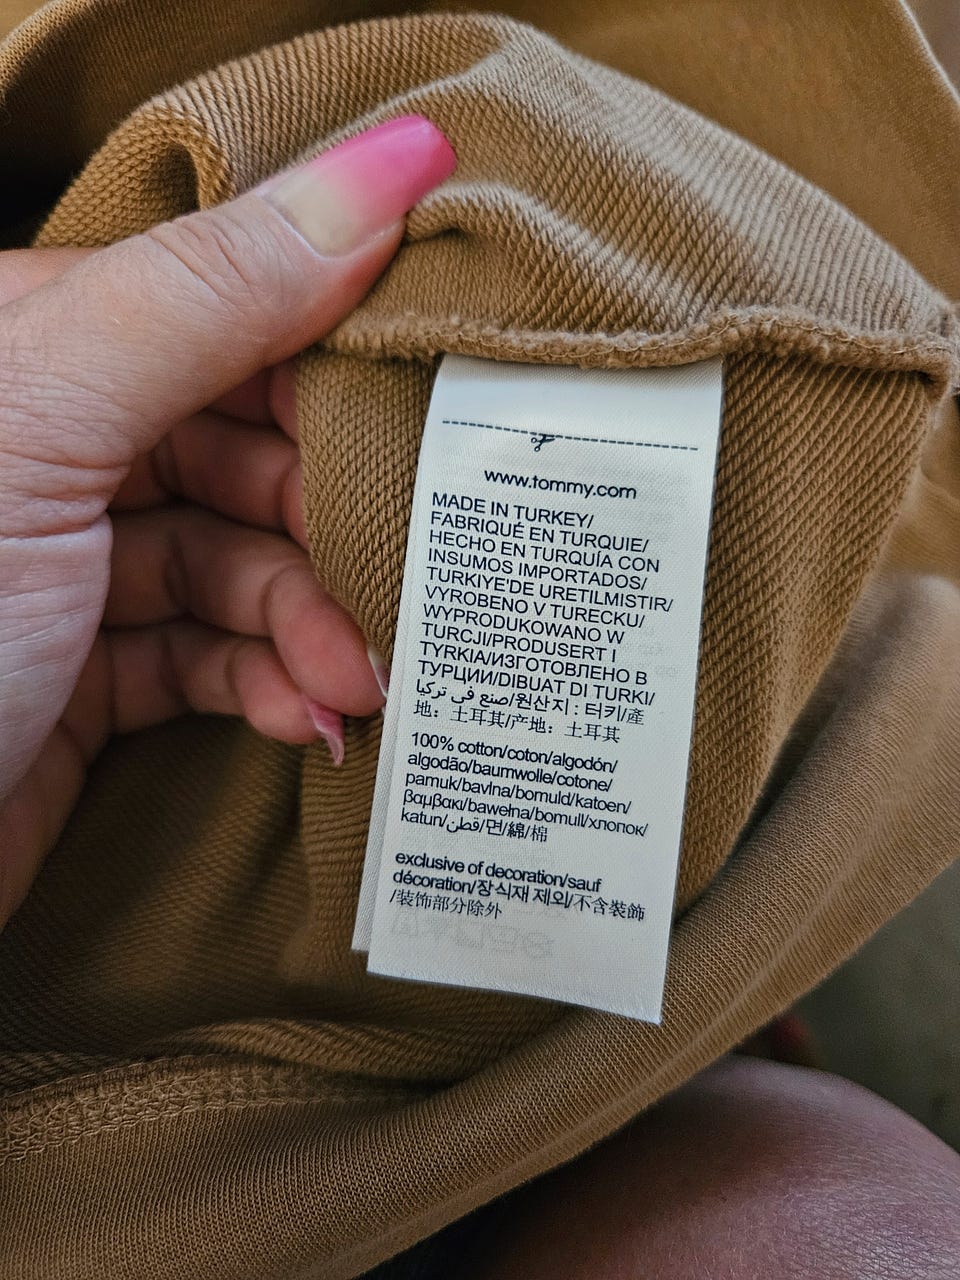 www.tommy.com
MADE IN TURKEY/
FABRIQUÉ EN TURQUIE/
HECHO EN TURQUÍA CON
INSUMOS IMPORTADOS/
TURKIYE'DE URETILMISTIR/
VYROBENO V TURECKU/
WYPRODUKOWANO W
TURCJI/PRODUSERT I
TYRKIA/ИЗГОТОВЛЕНО В
ТУРЦИИ/DIBUAT DI TURKI/
صنع في تركيا/원산지 : 터키/產
地：土耳其/产地：土耳其
100% cotton/coton/algodón/
algodão/baumwolle/cotone/
pamuk/bavlna/bomuld/katoen/
βαμβακι/bawełna/bomull/хлопок/
katun/قطن/면/綿/棉
exclusive of decoration/sauf
décoration/장식재 제외/不含裝飾
/装饰部分除外